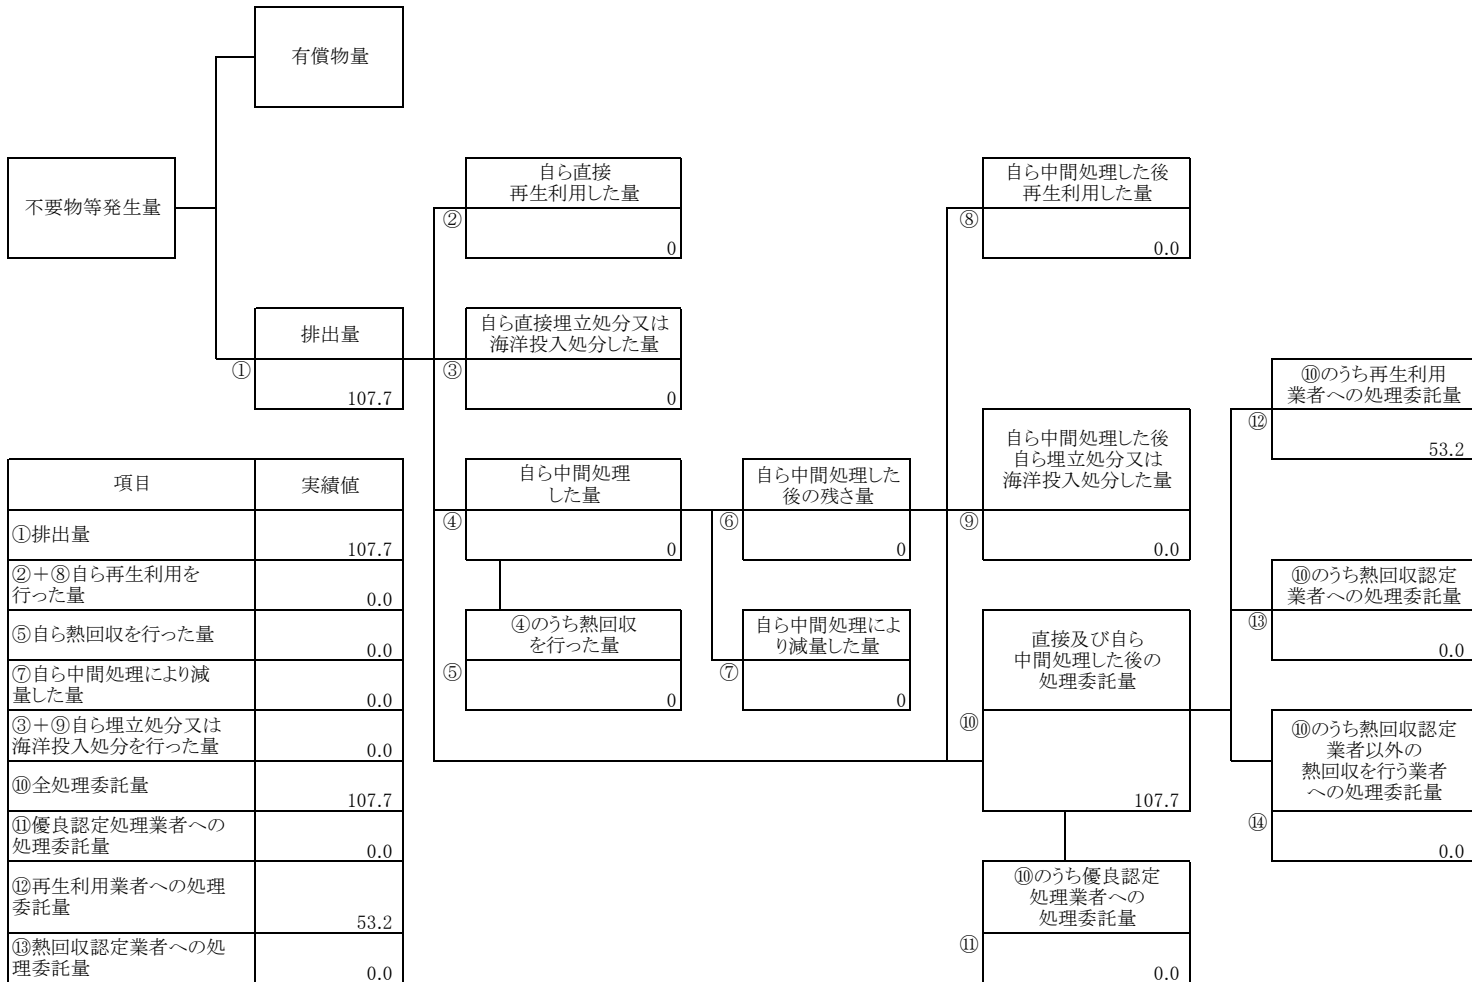 有償物量
不要物等発生量
自ら直接
再生利用した量
②
0
自ら中間処理した後
再生利用した量
⑧
0.0
排出量
①
107.7
自ら直接埋立処分又は
海洋投入処分した量
③
0
⑩のうち再生利用
業者への処理委託量
⑫
53.2
自ら中間処理
した量
④
0
自ら中間処理した
後の残さ量
⑥
0
自ら中間処理した後
自ら埋立処分又は
海洋投入処分した量
⑨
0.0
⑩のうち熱回収認定
業者への処理委託量
⑬
0.0
④のうち熱回収
を行った量
⑤
0
自ら中間処理によ
り減量した量
⑦
0
直接及び自ら
中間処理した後の
処理委託量
⑩
107.7
⑩のうち熱回収認定
業者以外の
熱回収を行う業者
への処理委託量
⑭
0.0
⑩のうち優良認定
処理業者への
処理委託量
⑪
0.0
項目 実績値
①排出量 107.7
②+⑧自ら再生利用を
行った量 0.0
⑤自ら熱回収を行った量 0.0
⑦自ら中間処理により減
量した量 0.0
③+⑨自ら埋立処分又は
海洋投入処分を行った量 0.0
⑩全処理委託量 107.7
⑪優良認定処理業者への
処理委託量 0.0
⑫再生利用業者への処理
委託量 53.2
⑬熱回収認定業者への処
理委託量 0.0